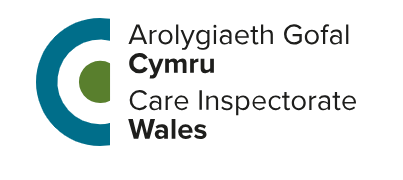 Arolygiaeth Gofal
Cymru
Care Inspectorate
Wales